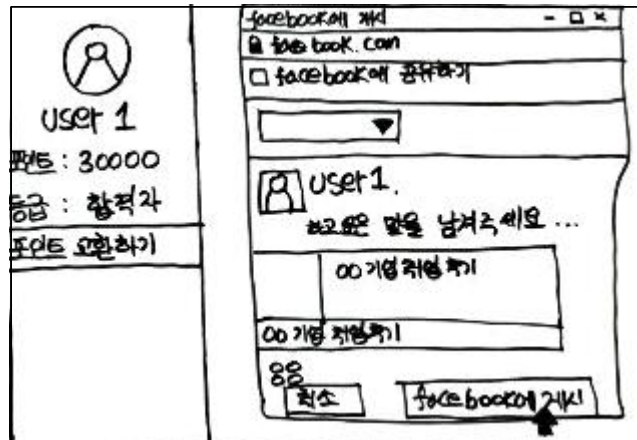 user 1
포인트 : 30000
등급 : 합격자
포인트 교환하기
facebook에 게시
facebook.com
facebook에 공유하기
user1.
하고싶은 말을 남겨주세요 ...
00 기업 취업 후기
00 기업 취업후기
취소
facebook에 게시